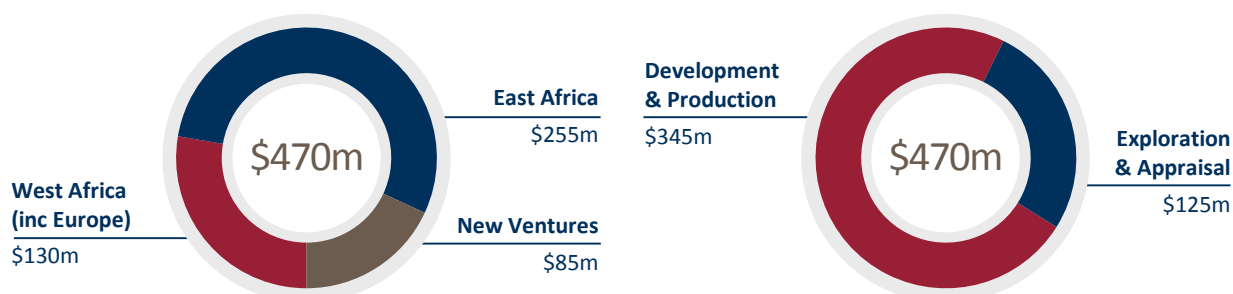 East Africa
$255m
$470m
West Africa
(inc Europe)
$130m
New Ventures
$85m
Development
& Production
$345m
$470m
Exploration
& Appraisal
$125m